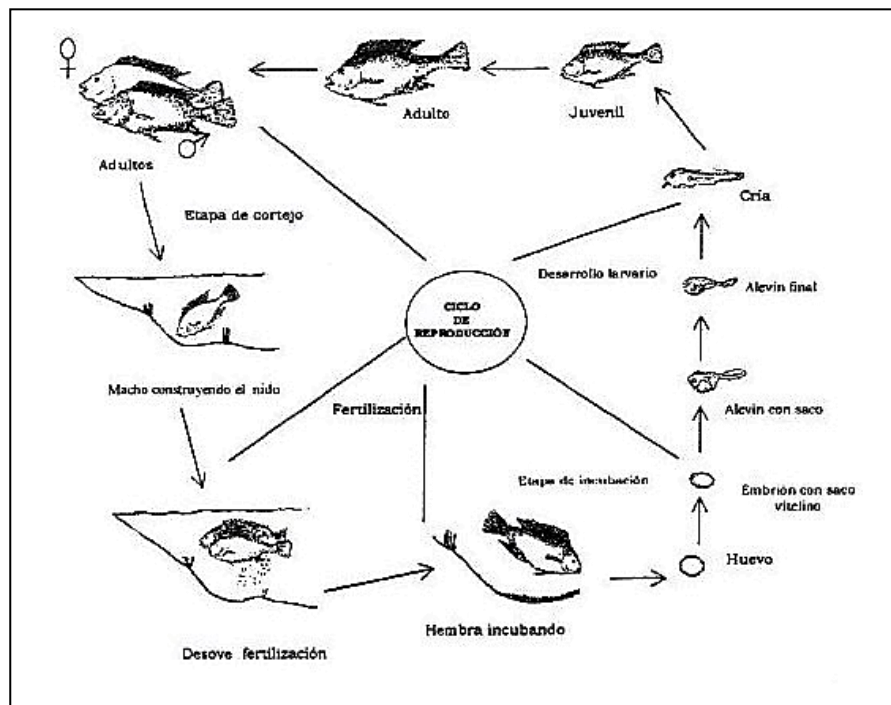 Adultos
Adulto
Juvenil
Cría
Etapa de cortejo
Desarrollo larvario
Alevin final
CICLO
DE
REPRODUCCIÓN
Macho construyendo el nido
Fertilización
Alevin con saco
Etapa de incubación
Embrión con saco
vitelino
Huevo
Hembra incubando
Desove fertilización